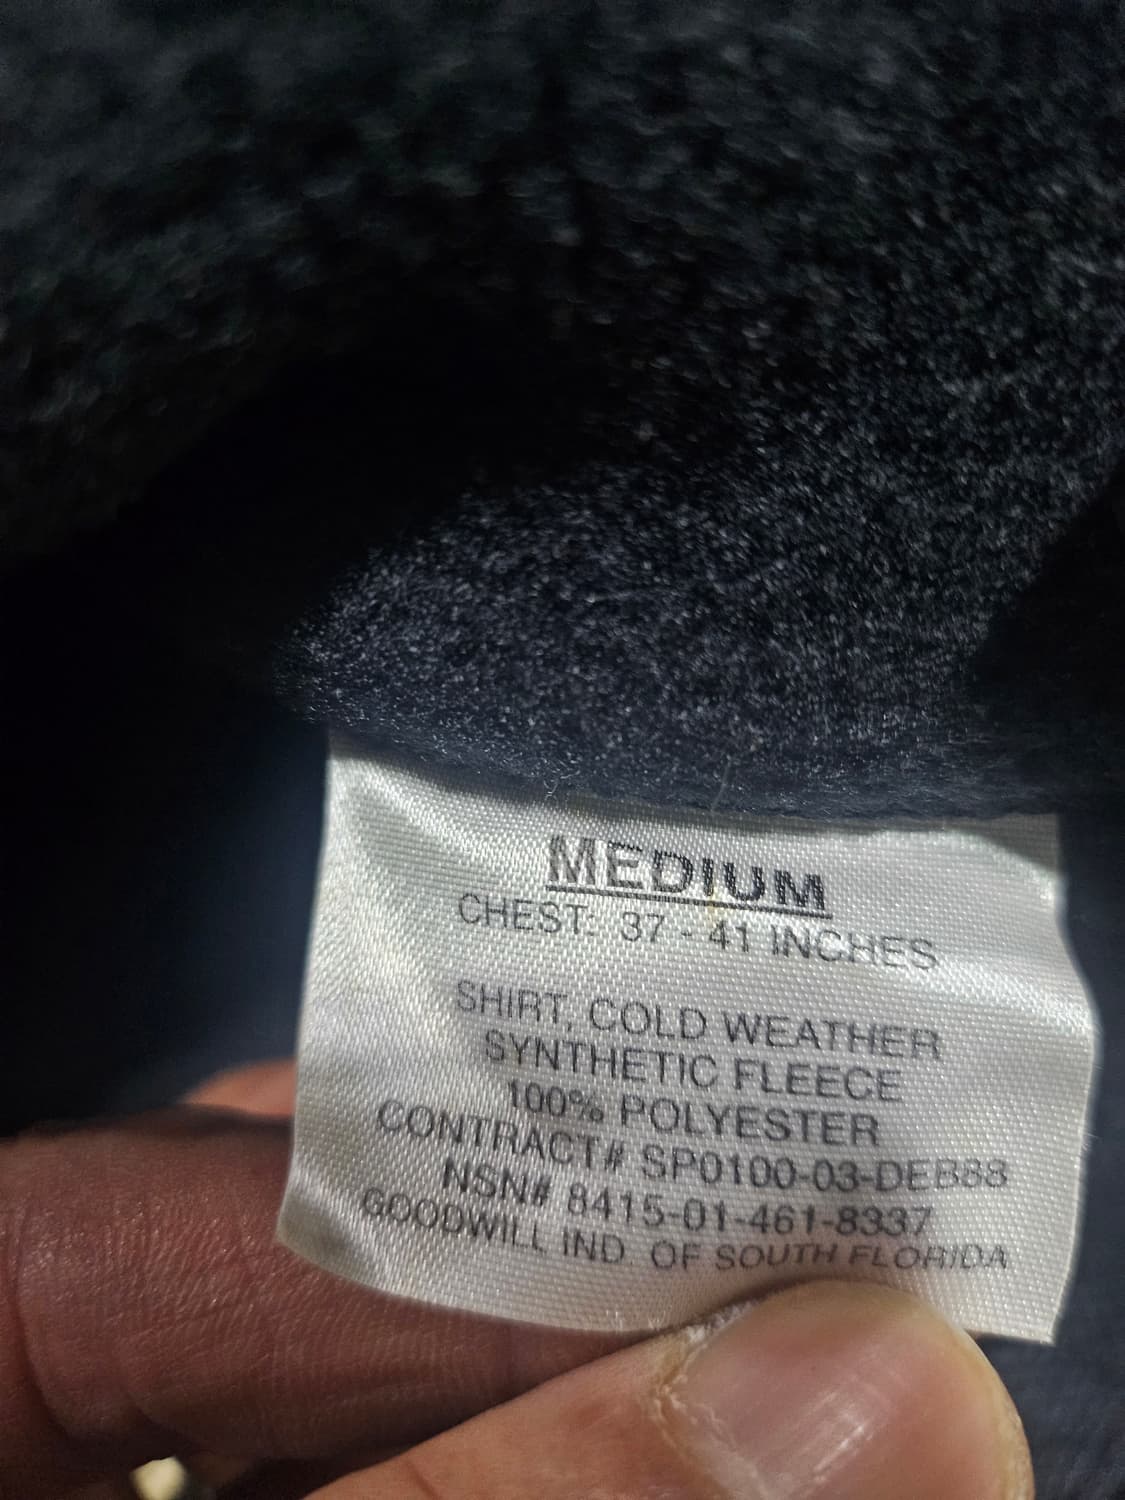 MEDIUM
CHEST: 37 - 41 INCHES
SHIRT, COLD WEATHER
SYNTHETIC FLEECE
100% POLYESTER
CONTRACT# SP0100-03-DEB88
NSN# 8415-01-461-8337
GOODWILL IND. OF SOUTH FLORIDA